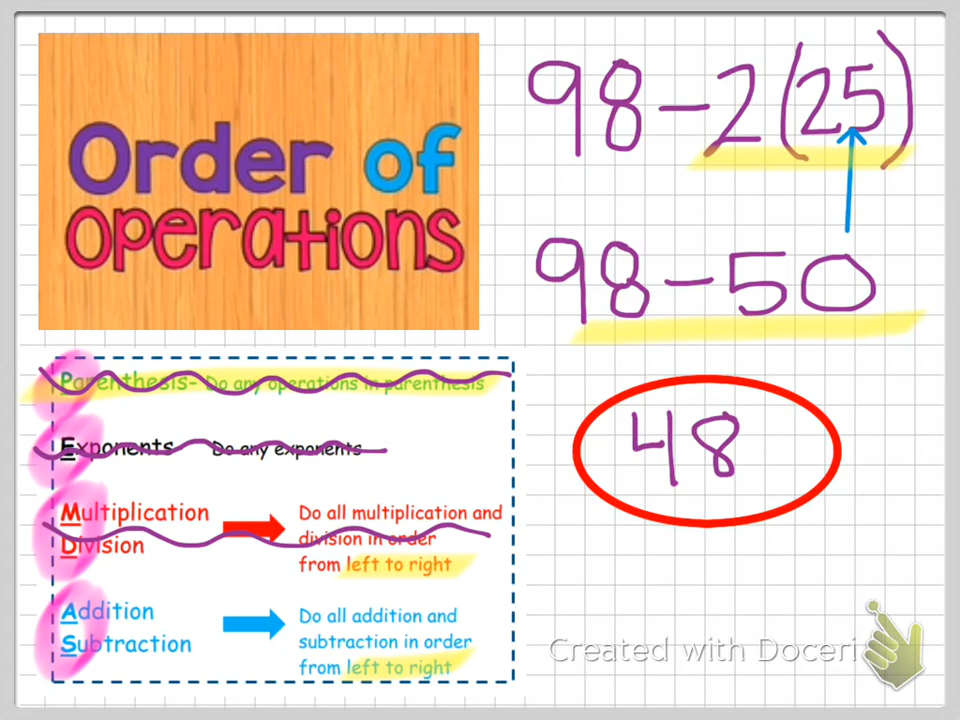 Order of
operations
98-2(25)
98-50
48
Parenthesis- Do any operations in parenthesis
Exponents Do any exponents
Multiplication
Division
Do all multiplication and
division in order
from left to right
Addition
Subtraction
Do all addition and
subtraction in order
from left to right
Created with Doceri